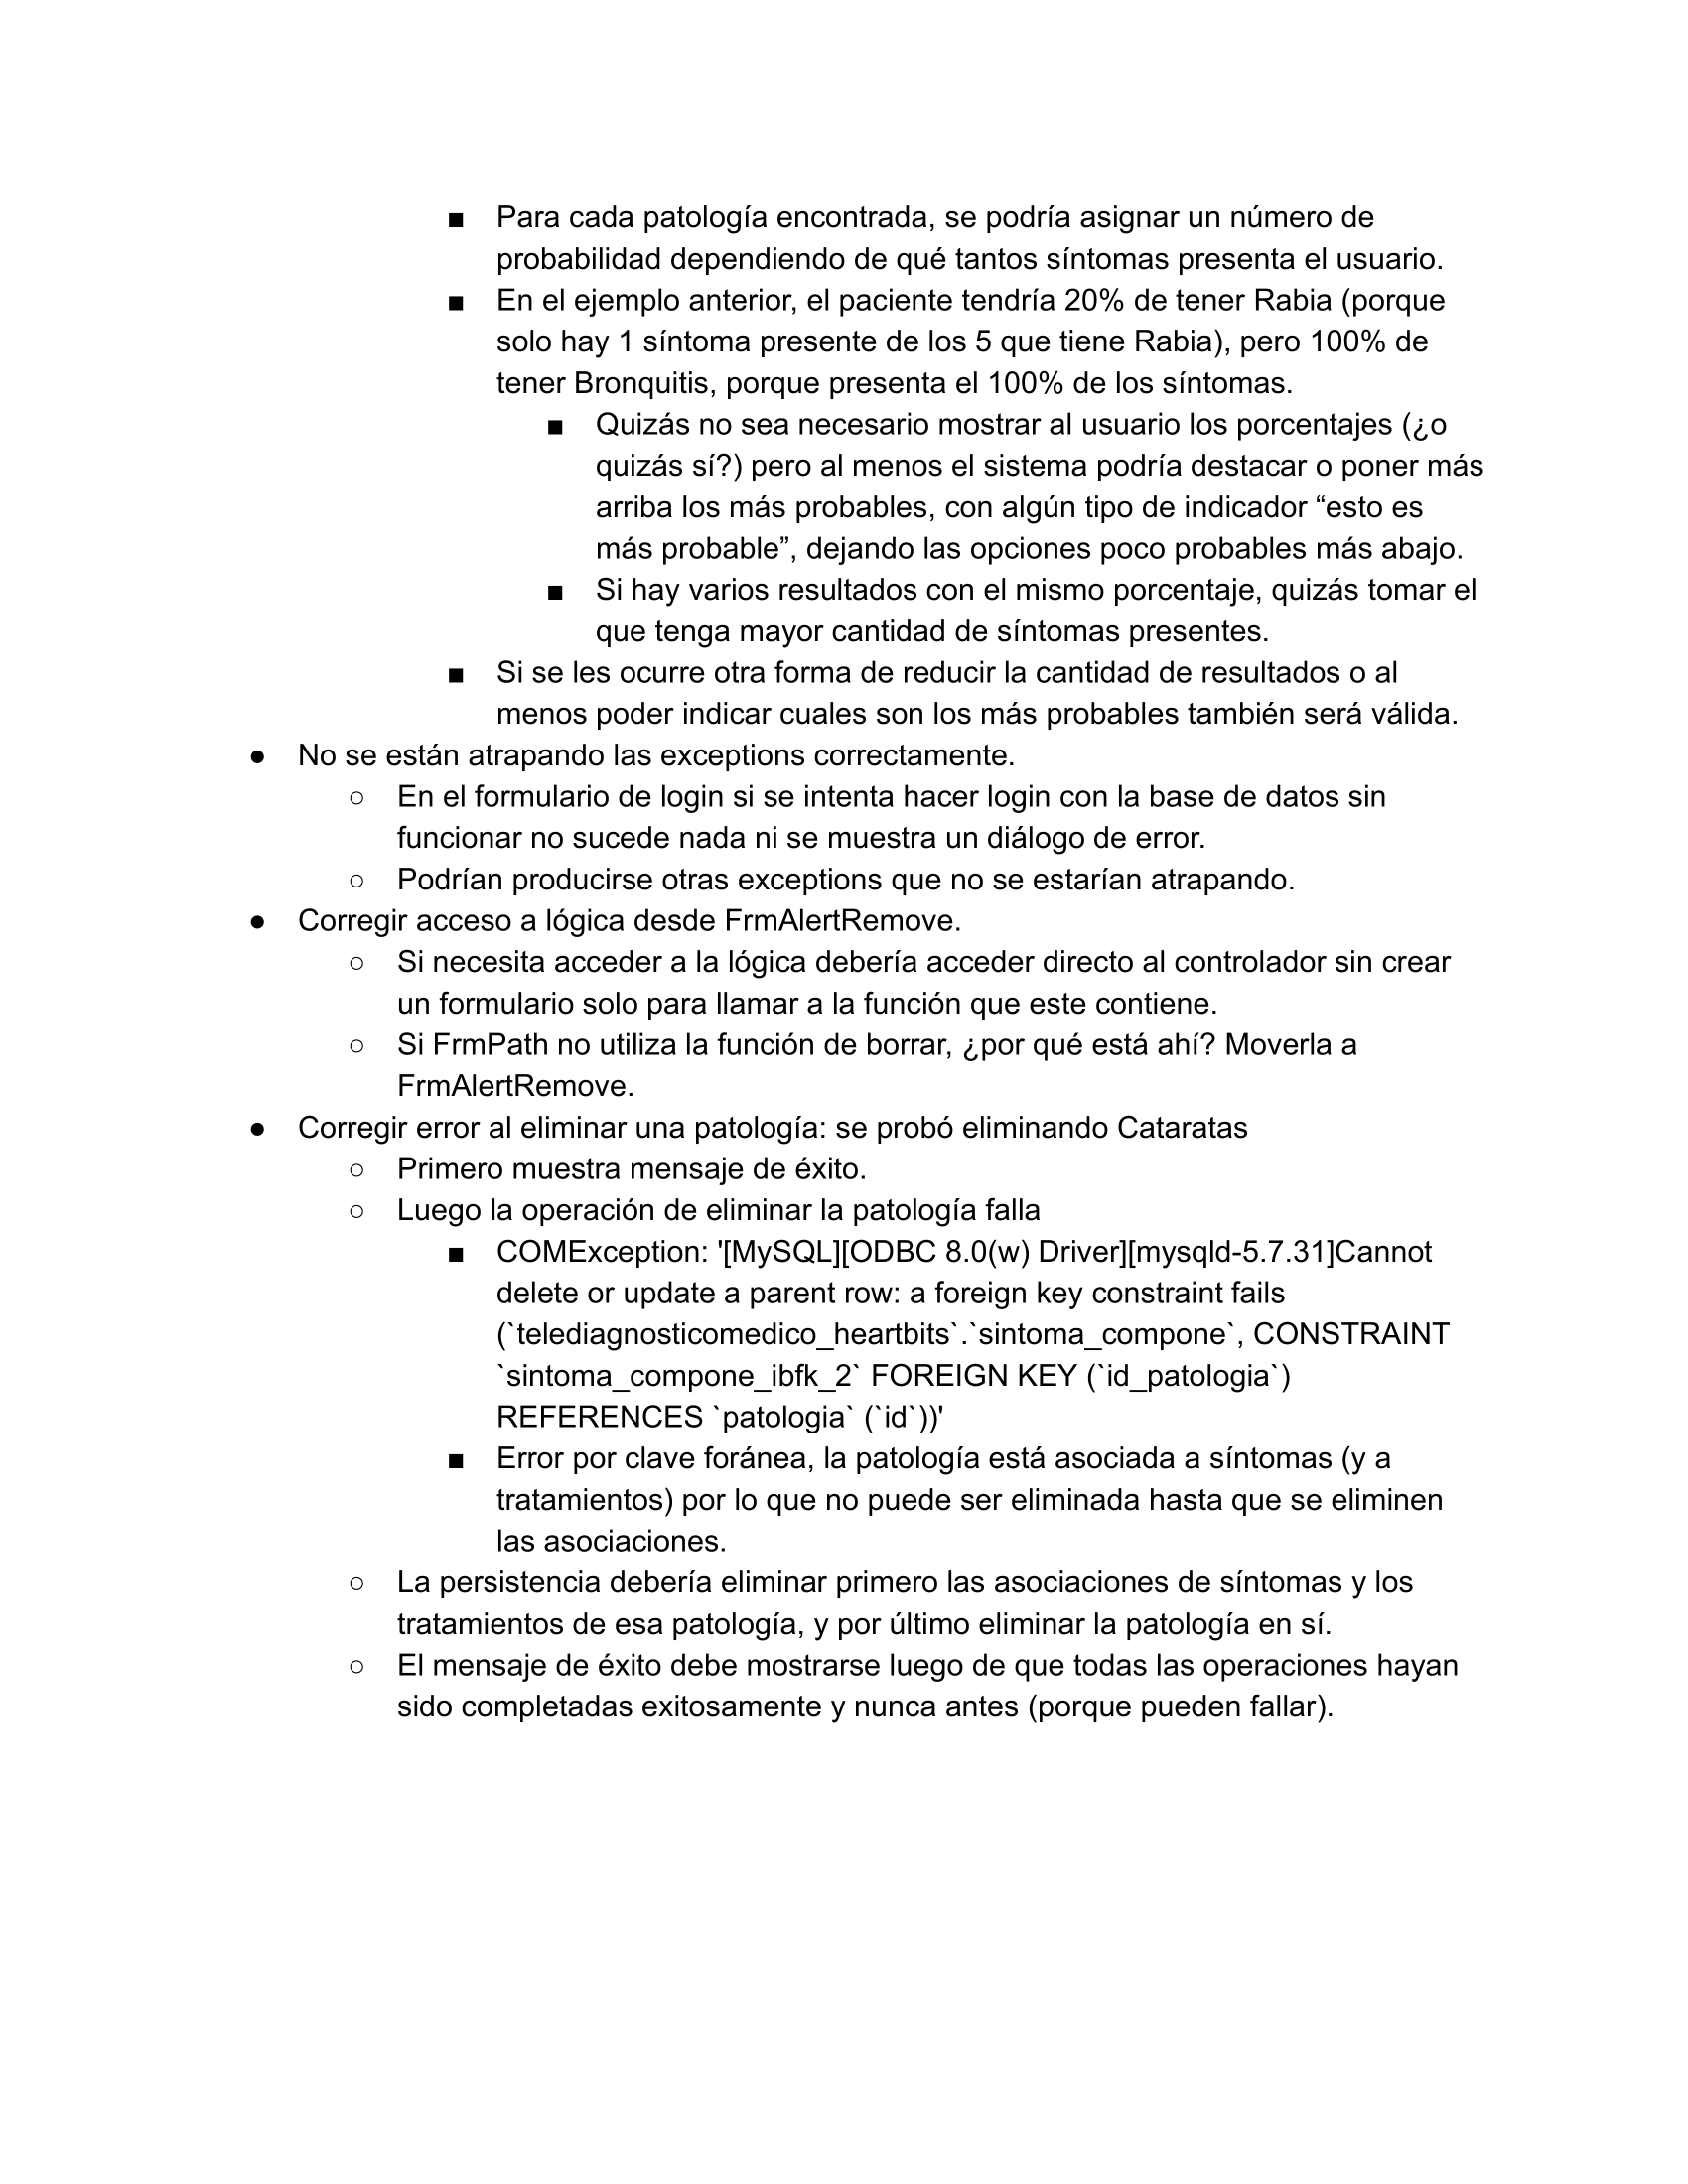 ■ Para cada patología encontrada, se podría asignar un número de
probabilidad dependiendo de qué tantos síntomas presenta el usuario.
■ En el ejemplo anterior, el paciente tendría 20% de tener Rabia (porque
solo hay 1 síntoma presente de los 5 que tiene Rabia), pero 100% de
tener Bronquitis, porque presenta el 100% de los síntomas.
■ Quizás no sea necesario mostrar al usuario los porcentajes (¿o
quizás sí?) pero al menos el sistema podría destacar o poner más
arriba los más probables, con algún tipo de indicador “esto es
más probable”, dejando las opciones poco probables más abajo.
■ Si hay varios resultados con el mismo porcentaje, quizás tomar el
que tenga mayor cantidad de síntomas presentes.
■ Si se les ocurre otra forma de reducir la cantidad de resultados o al
menos poder indicar cuales son los más probables también será válida.
● No se están atrapando las exceptions correctamente.
○ En el formulario de login si se intenta hacer login con la base de datos sin
funcionar no sucede nada ni se muestra un diálogo de error.
○ Podrían producirse otras exceptions que no se estarían atrapando.
● Corregir acceso a lógica desde FrmAlertRemove.
○ Si necesita acceder a la lógica debería acceder directo al controlador sin crear
un formulario solo para llamar a la función que este contiene.
○ Si FrmPath no utiliza la función de borrar, ¿por qué está ahí? Moverla a
FrmAlertRemove.
● Corregir error al eliminar una patología: se probó eliminando Cataratas
○ Primero muestra mensaje de éxito.
○ Luego la operación de eliminar la patología falla
■ COMException: '[MySQL][ODBC 8.0(w) Driver][mysqld-5.7.31]Cannot
delete or update a parent row: a foreign key constraint fails
(`telediagnosticomedico_heartbits`.`sintoma_compone`, CONSTRAINT
`sintoma_compone_ibfk_2` FOREIGN KEY (`id_patologia`)
REFERENCES `patologia` (`id`))'
■ Error por clave foránea, la patología está asociada a síntomas (y a
tratamientos) por lo que no puede ser eliminada hasta que se eliminen
las asociaciones.
○ La persistencia debería eliminar primero las asociaciones de síntomas y los
tratamientos de esa patología, y por último eliminar la patología en sí.
○ El mensaje de éxito debe mostrarse luego de que todas las operaciones hayan
sido completadas exitosamente y nunca antes (porque pueden fallar).